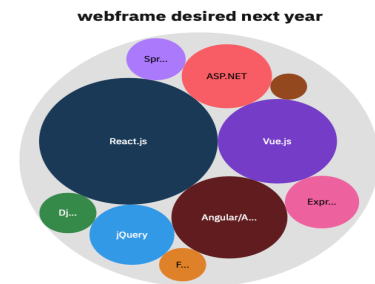 webframe desired next year
Spr...
ASP.NET
React.js
Vue.js
Dj...
jQuery
Angular/A...
Expr...
F...